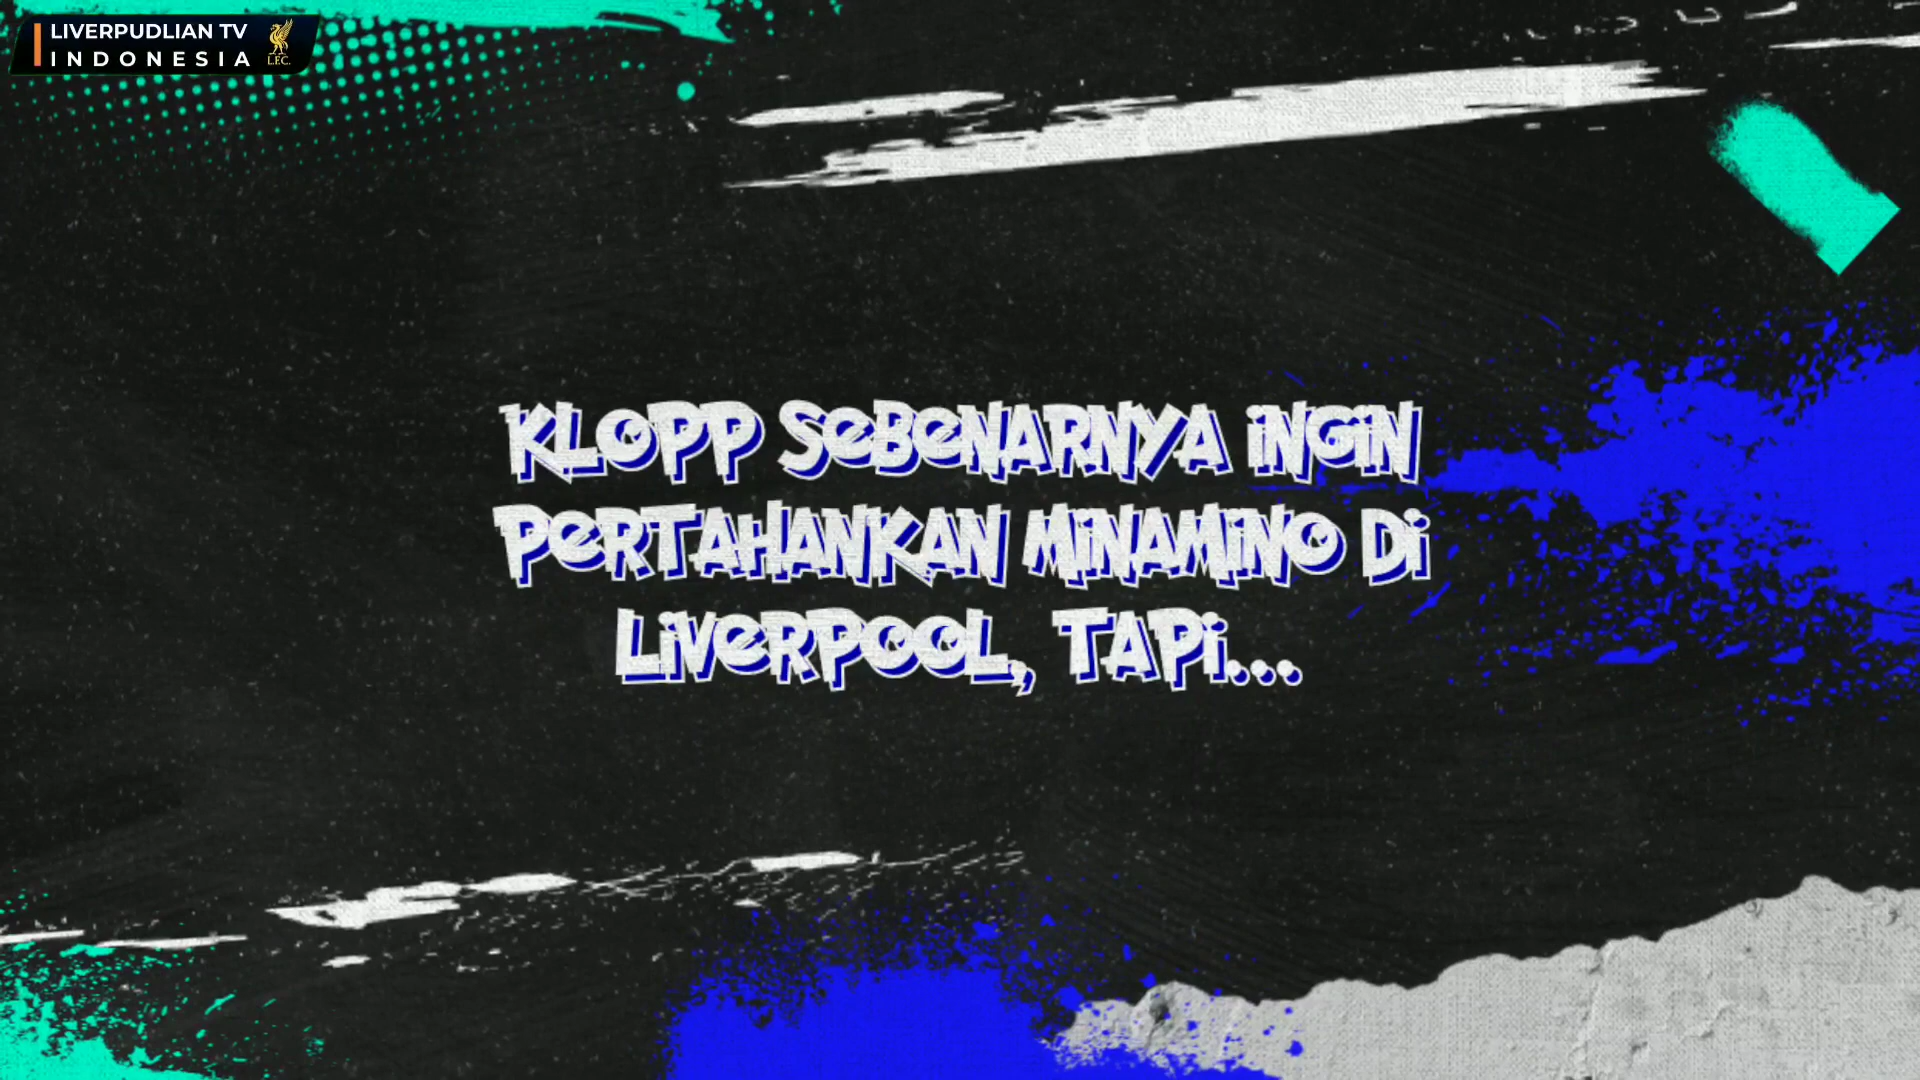 LIVERPUDLIAN TV
INDONESIA
L.F.C.
KLOPP SEBENARNYA INGIN
PERTAHANKAN MINAMINO DI
LIVERPOOL, TAPI...